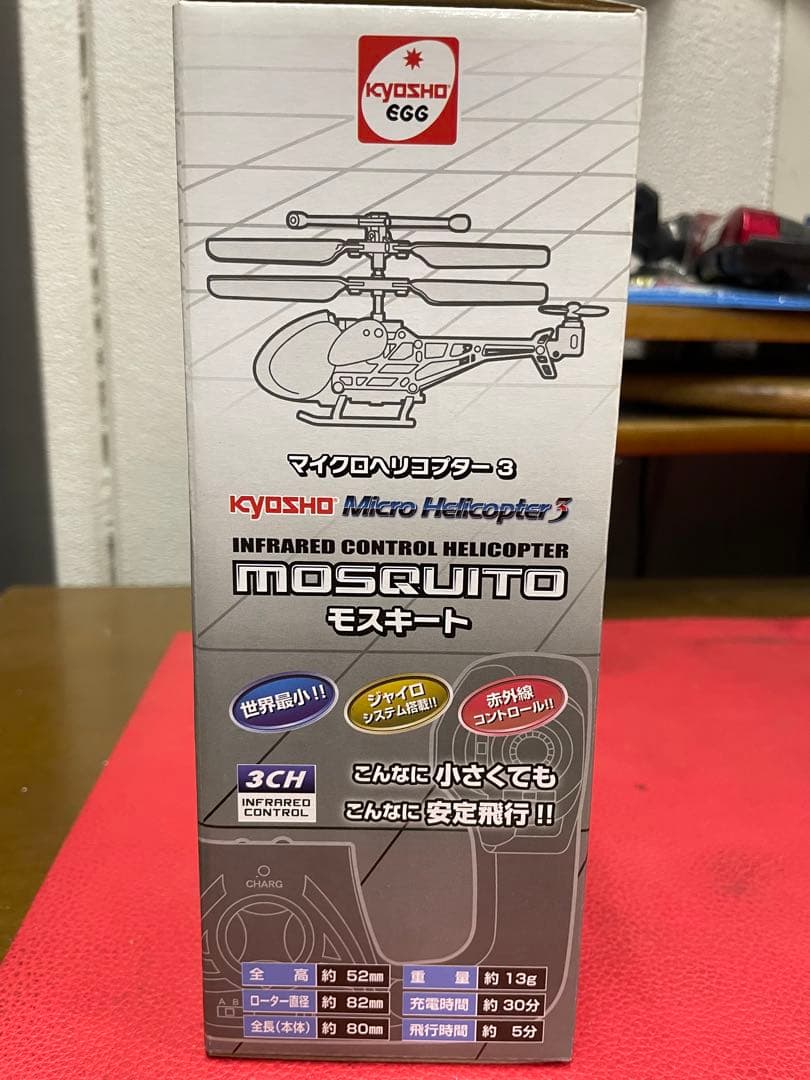 KYOSHO
EGG
マイクロヘリコプター 3
KYOSHO Micro Helicopter 3
INFRARED CONTROL HELICOPTER
MOSQUITO
モスキート
世界最小!!
ジャイロ
システム搭載!!
赤外線
コントロール!!
3CH
INFRARED
CONTROL
こんなに 小さくても
こんなに 安定飛行!!
CHARG
A B
全高 約 52mm
ローター直径 約 82mm
全長(本体) 約 80mm
重量 約 13g
充電時間 約 30分
飛行時間 約 5分